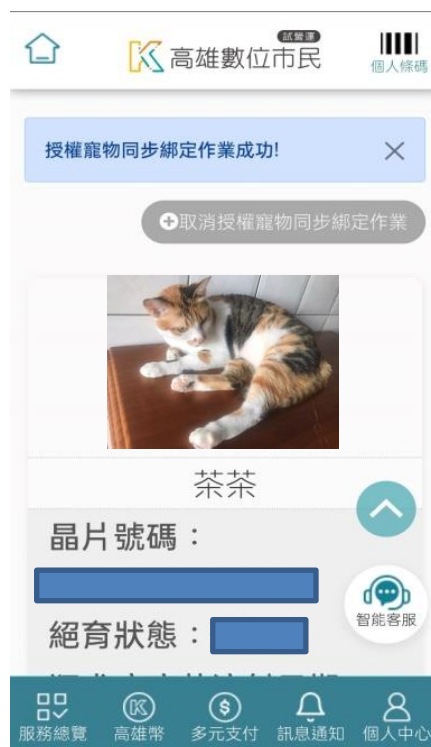 試營運
高雄數位市民
個人條碼
授權寵物同步綁定作業成功!
取消授權寵物同步綁定作業
茶茶
晶片號碼：
智能客服
絕育狀態：
服務總覽
高雄幣
多元支付
訊息通知
個人中心